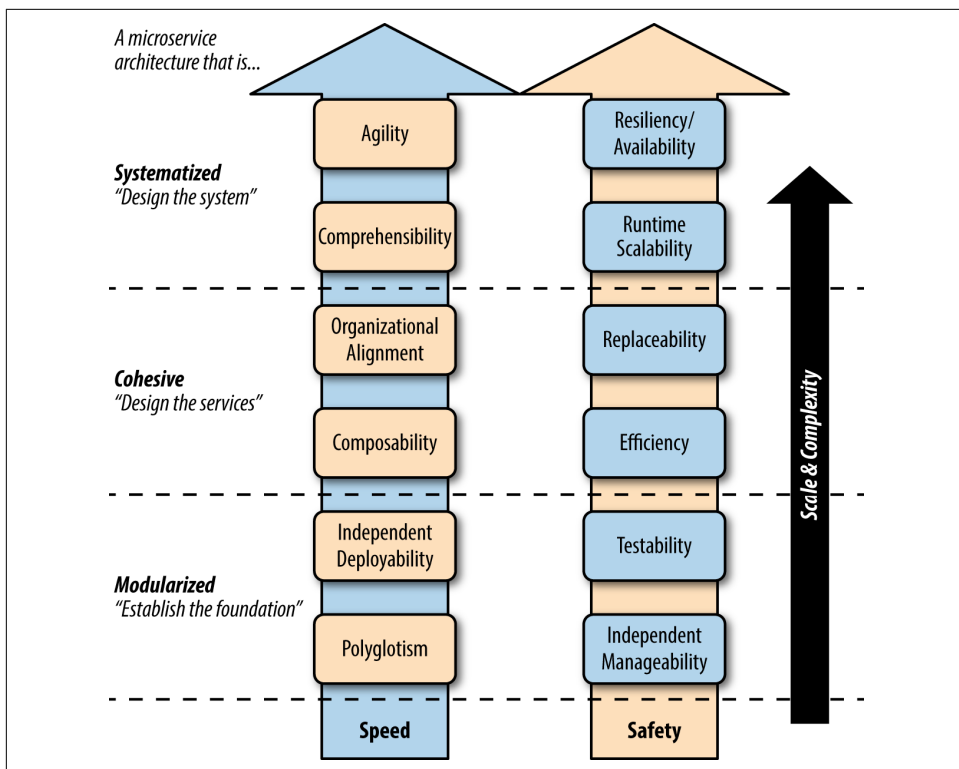 A microservice
architecture that is...
Agility
Resiliency/
Availability
Systematized
“Design the system”
Comprehensibility
Runtime
Scalability
Organizational
Alignment
Replaceability
Cohesive
“Design the services”
Composability
Efficiency
Independent
Deployability
Testability
Modularized
“Establish the foundation”
Polyglotism
Independent
Manageability
Speed
Safety
Scale & Complexity